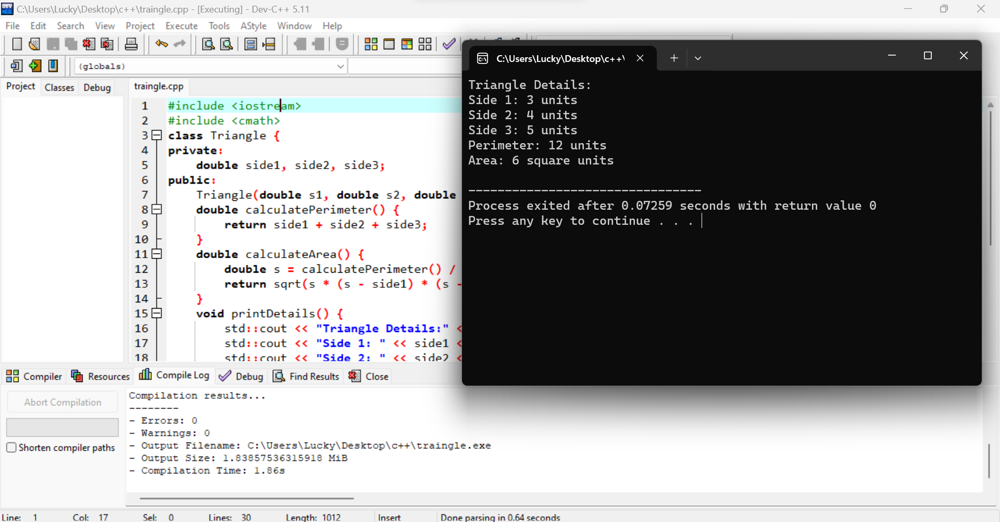 C:\Users\Lucky\Desktop\c++\traingle.cpp - [Executing] - Dev-C++ 5.11
File Edit Search View Project Execute Tools AStyle Window Help
(globals)
Project Classes Debug
traingle.cpp
1 #include <iostream>
2 #include <cmath>
3 class Triangle {
4 private:
5 double side1, side2, side3;
6 public:
7 Triangle(double s1, double s2, double
8 double calculatePerimeter() {
9 return side1 + side2 + side3;
10 }
11 double calculateArea() {
12 double s = calculatePerimeter() /
13 return sqrt(s * (s - side1) * (s -
14 }
15 void printDetails() {
16 std::cout << "Triangle Details:" <
17 std::cout << "Side 1: " << side1 <
18 std::cout << "Side 2: " << side2 <
C:\Users\Lucky\Desktop\c++\
Triangle Details:
Side 1: 3 units
Side 2: 4 units
Side 3: 5 units
Perimeter: 12 units
Area: 6 square units
--------------------------------
Process exited after 0.07259 seconds with return value 0
Press any key to continue . . .
Compiler Resources Compile Log Debug Find Results Close
Abort Compilation
Shorten compiler paths
Compilation results...
--------
- Errors: 0
- Warnings: 0
- Output Filename: C:\Users\Lucky\Desktop\c++\traingle.exe
- Output Size: 1.83857536315918 MiB
- Compilation Time: 1.86s
Line: 1 Col: 17 Sel: 0 Lines: 30 Length: 1012 Insert Done parsing in 0.64 seconds